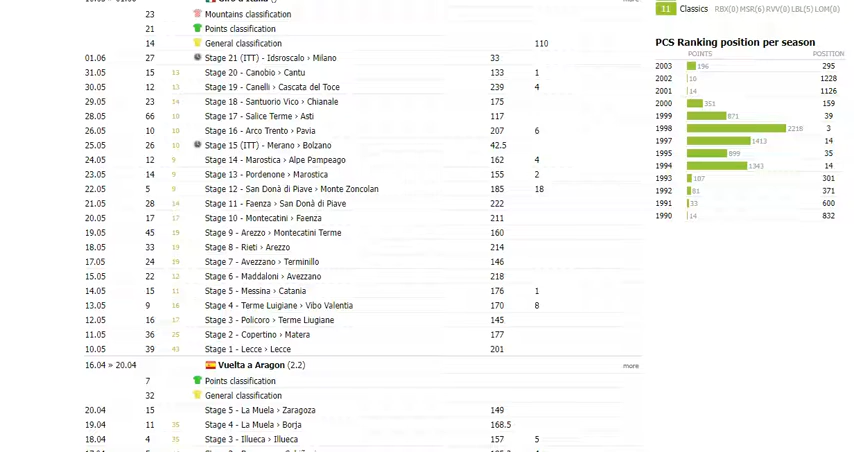 more
23 Mountains classification
21 Points classification
14 General classification 110
01.06 27 Stage 21 (ITT) - Idsroscalo › Milano 33
31.05 15 13 Stage 20 - Canobio › Cantu 133 1
30.05 12 13 Stage 19 - Canelli › Cascata del Toce 239 4
29.05 23 14 Stage 18 - Santuorio Vico › Chianale 175
28.05 66 10 Stage 17 - Salice Terme › Asti 117
26.05 10 10 Stage 16 - Arco Trento › Pavia 207 6
25.05 26 10 Stage 15 (ITT) - Merano › Bolzano 42.5
24.05 12 9 Stage 14 - Marostica › Alpe Pampeago 162 4
23.05 14 9 Stage 13 - Pordenone › Marostica 155 2
22.05 5 9 Stage 12 - San Donà di Piave › Monte Zoncolan 185 18
21.05 28 14 Stage 11 - Faenza › San Donà di Piave 222
20.05 17 17 Stage 10 - Montecatini › Faenza 211
19.05 45 19 Stage 9 - Arezzo › Montecatini Terme 160
18.05 33 19 Stage 8 - Rieti › Arezzo 214
17.05 24 19 Stage 7 - Avezzano › Terminillo 146
16.05 22 12 Stage 6 - Maddaloni › Avezzano 218
14.05 15 11 Stage 5 - Messina › Catania 176 1
13.05 9 16 Stage 4 - Terme Luigiane › Vibo Valentia 170 8
12.05 16 17 Stage 3 - Policoro › Terme Liugiane 145
11.05 36 25 Stage 2 - Copertino › Matera 177
10.05 39 43 Stage 1 - Lecce › Lecce 201
16.04 » 20.04 Vuelta a Aragon (2.2) more
7 Points classification
32 General classification
20.04 15 Stage 5 - La Muela › Zaragoza 149
19.04 11 35 Stage 4 - La Muela › Borja 168.5
18.04 4 35 Stage 3 - Illueca › Illueca 157 5
11 Classics RBX(0) MSR(6) RVV(0) LBL(5) LOM(0)
PCS Ranking position per season
POINTS POSITION
2003 196 295
2002 10 1228
2001 14 1126
2000 351 159
1999 871 39
1998 2218 3
1997 1413 14
1995 899 35
1994 1343 14
1993 107 301
1992 81 371
1991 33 600
1990 14 832